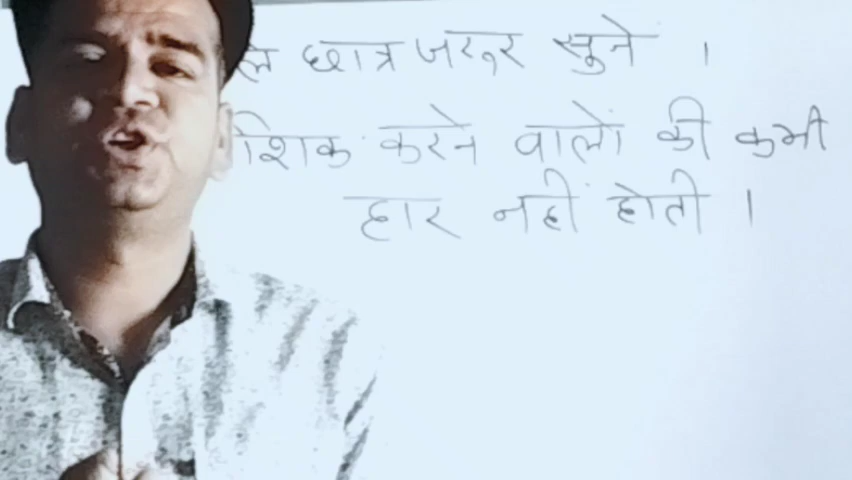 छात्र जरूर सुने ।
शिक करने वालों की कभी
हार नहीं होती ।